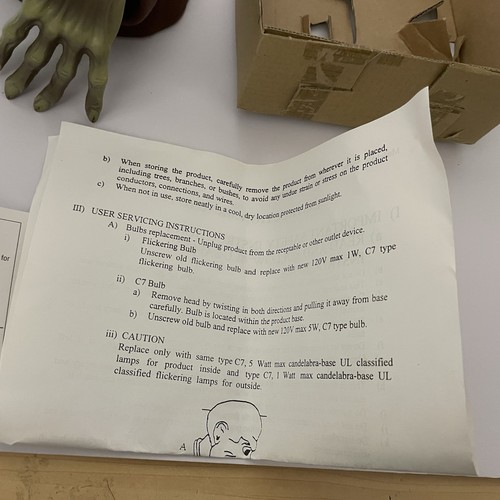 b) When storing the product, carefully remove the product from wherever it is placed,
including trees, branches, or bushes, to avoid any undue strain or stress on the product
conductors, connections, and wires.
c) When not in use, store neatly in a cool, dry location protected from sunlight.
III) USER SERVICING INSTRUCTIONS
A) Bulbs replacement - Unplug product from the receptable or other outlet device.
i) Flickering Bulb
Unscrew old flickering bulb and replace with new 120V max 1W, C7 type
flickering bulb.
ii) C7 Bulb
a) Remove head by twisting in both directions and pulling it away from base
carefully. Bulb is located within the product base.
b) Unscrew old bulb and replace with new 120V max 5W, C7 type bulb.
iii) CAUTION
Replace only with same type C7, 5 Watt max candelabra-base UL classified
lamps for product inside and type C7, 1 Watt max candelabra-base UL
classified flickering lamps for outside.
A
for